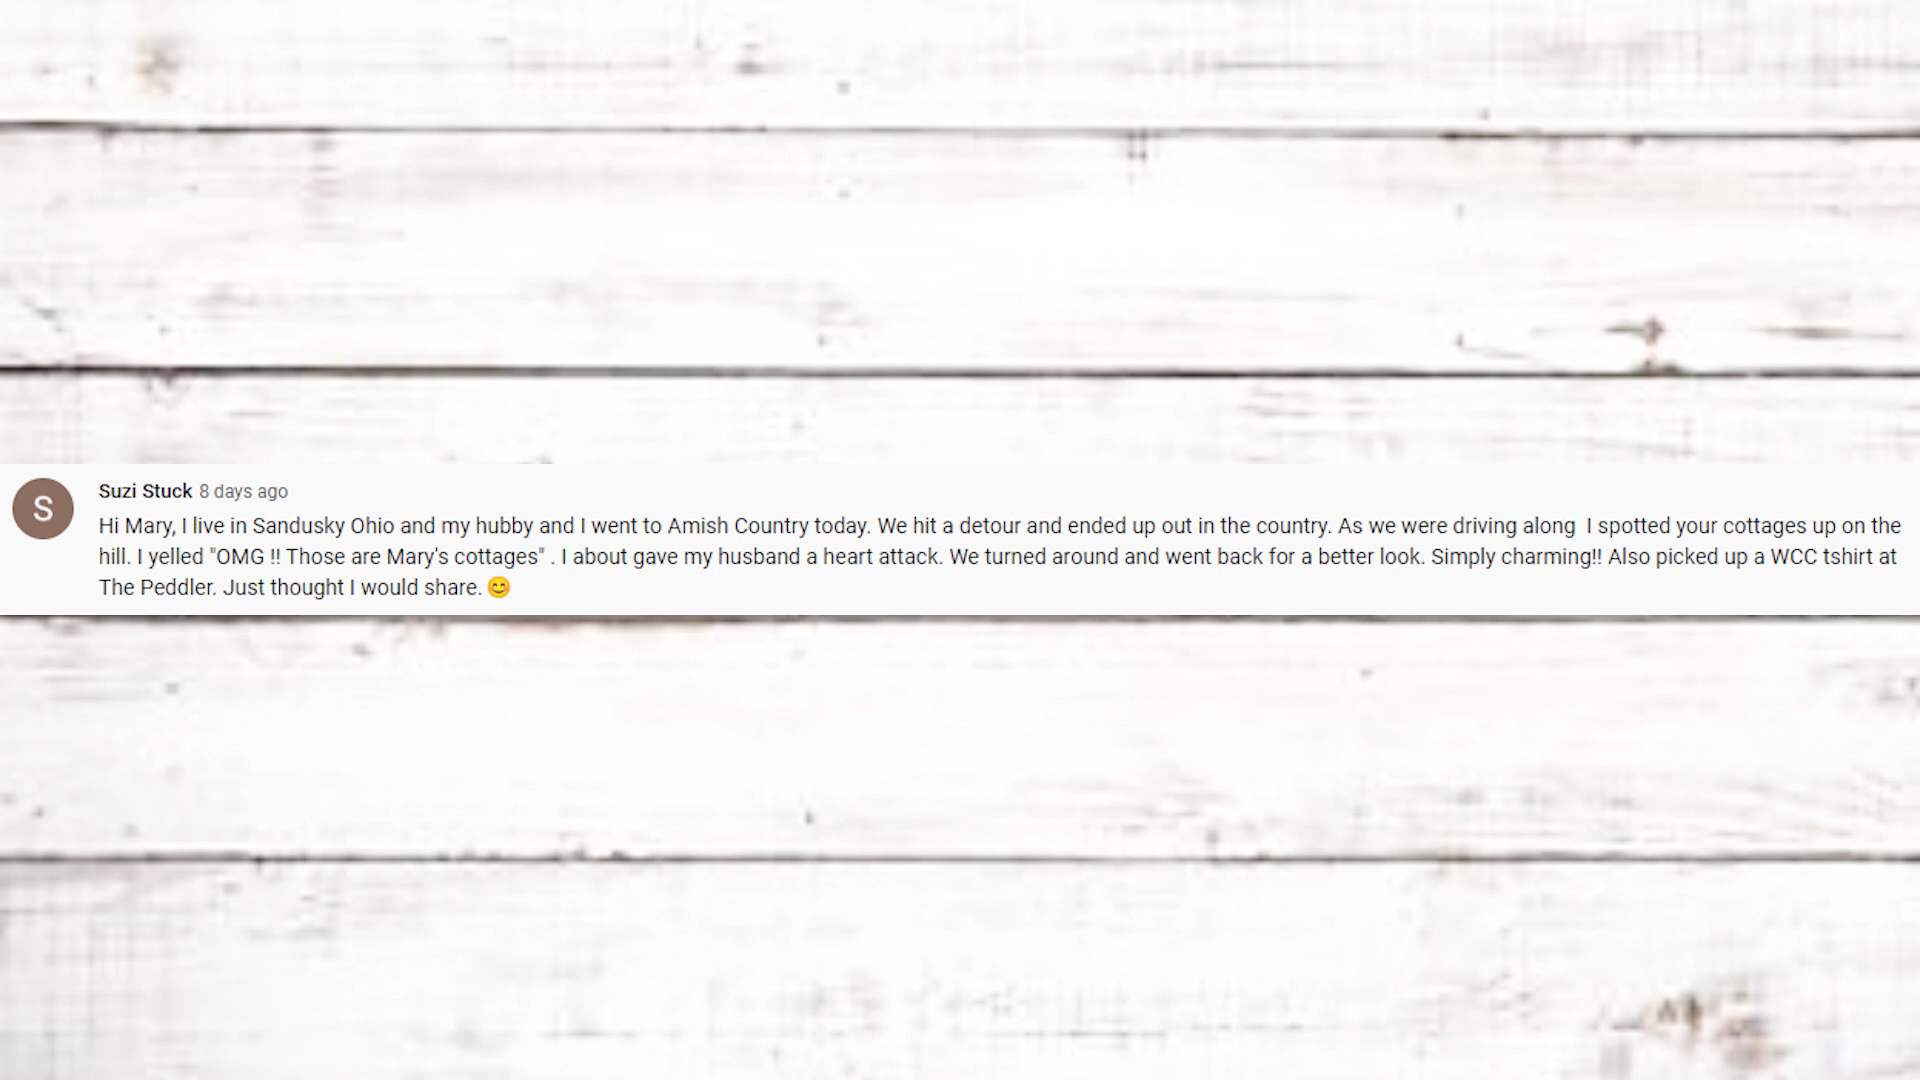 S
Suzi Stuck 8 days ago
Hi Mary, I live in Sandusky Ohio and my hubby and I went to Amish Country today. We hit a detour and ended up out in the country. As we were driving along  I spotted your cottages up on the
hill. I yelled "OMG !! Those are Mary's cottages" . I about gave my husband a heart attack. We turned around and went back for a better look. Simply charming!! Also picked up a WCC tshirt at
The Peddler. Just thought I would share. 😊